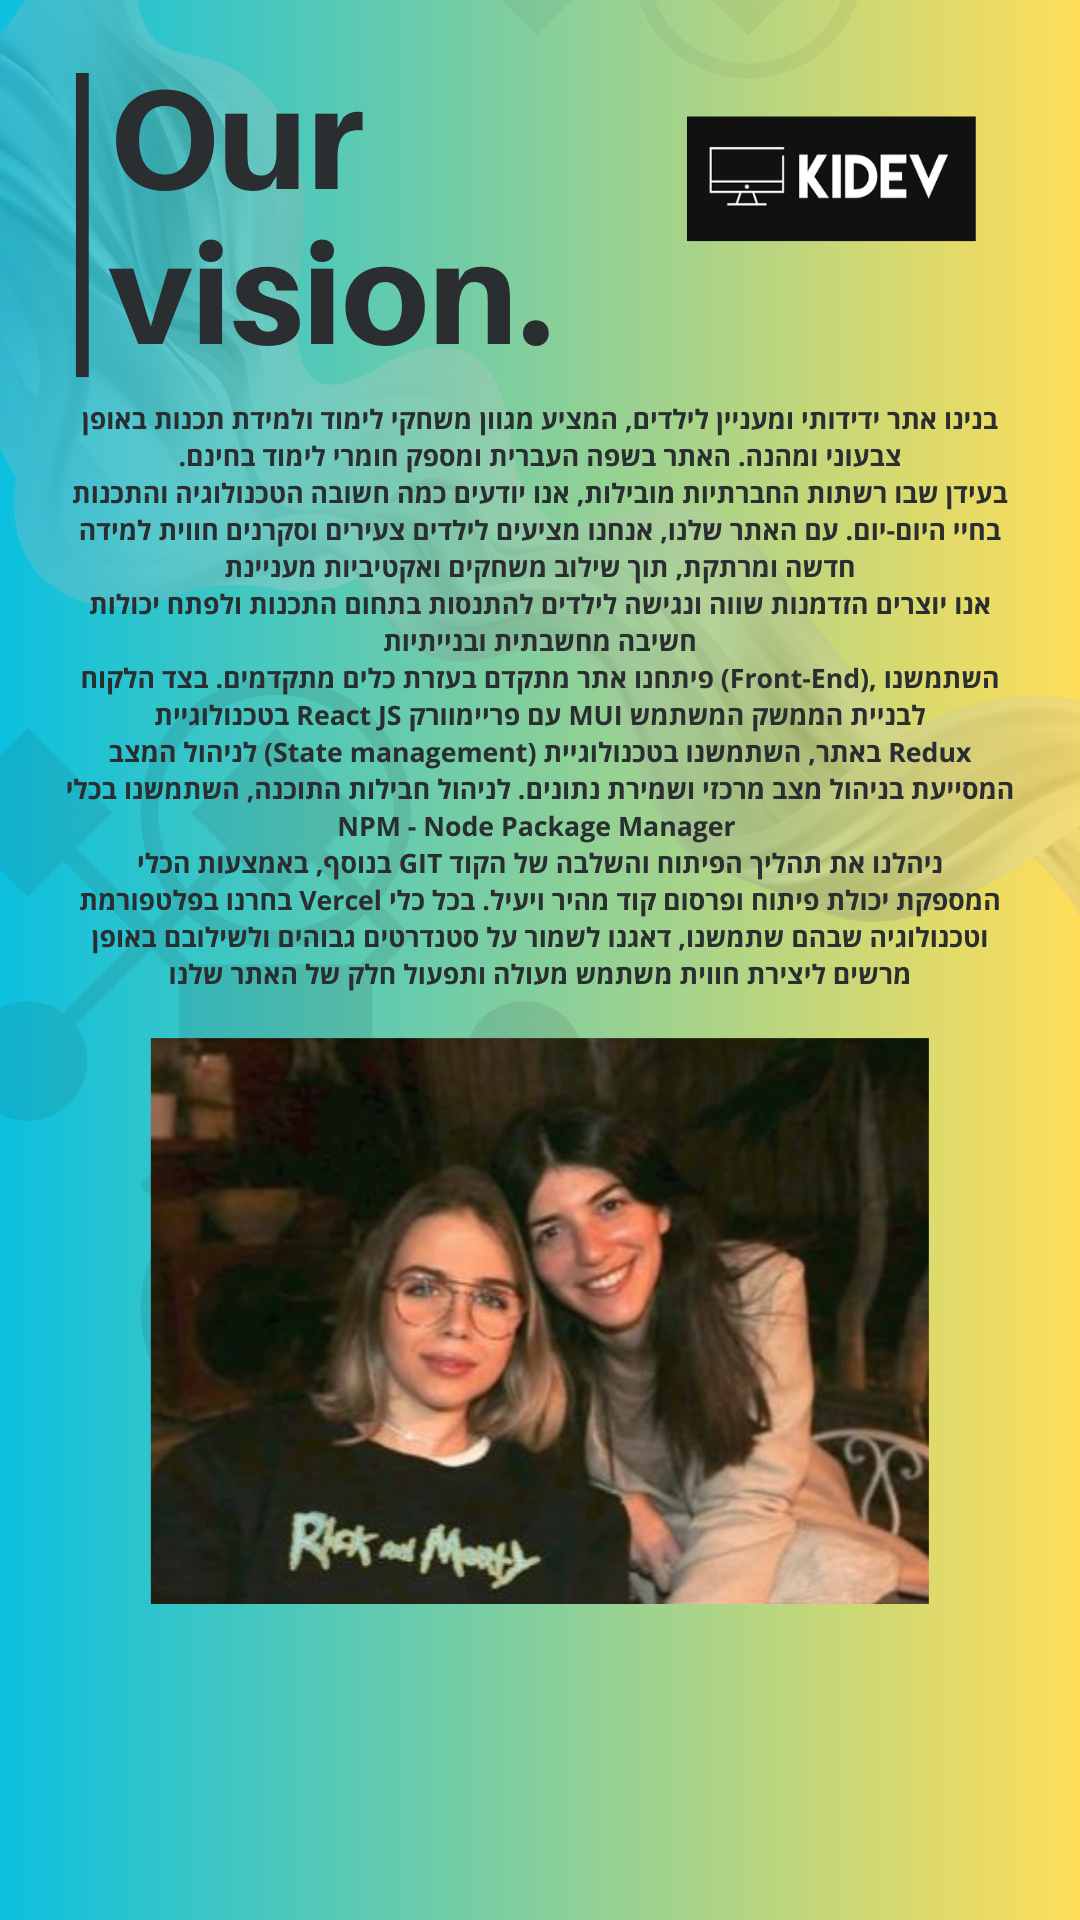 Our
vision.
KIDEV
בנינו אתר ידידותי ומעניין לילדים, המציע מגוון משחקי לימוד ולמידת תכנות באופן
צבעוני ומהנה. האתר בשפה העברית ומספק חומרי לימוד בחינם.
בעידן שבו רשתות החברתיות מובילות, אנו יודעים כמה חשובה הטכנולוגיה והתכנות
בחיי היום-יום. עם האתר שלנו, אנחנו מציעים לילדים צעירים וסקרנים חווית למידה
חדשה ומרתקת, תוך שילוב משחקים ואקטיביות מעניינת
אנו יוצרים הזדמנות שווה ונגישה לילדים להתנסות בתחום התכנות ולפתח יכולות
חשיבה מחשבתית ובנייתיות
השתמשנו ,(Front-End) פיתחנו אתר מתקדם בעזרת כלים מתקדמים. בצד הלקוח
לבניית הממשק המשתמש MUI עם פריימוורק React JS בטכנולוגיית
Redux באתר, השתמשנו בטכנולוגיית (State management) לניהול המצב
המסייעת בניהול מצב מרכזי ושמירת נתונים. לניהול חבילות התוכנה, השתמשנו בכלי
NPM - Node Package Manager
ניהלנו את תהליך הפיתוח והשלבה של הקוד GIT בנוסף, באמצעות הכלי
המספקת יכולת פיתוח ופרסום קוד מהיר ויעיל. בכל כלי Vercel בחרנו בפלטפורמת
וטכנולוגיה שבהם שתמשנו, דאגנו לשמור על סטנדרטים גבוהים ולשילובם באופן
מרשים ליצירת חווית משתמש מעולה ותפעול חלק של האתר שלנו
Rick and Morty